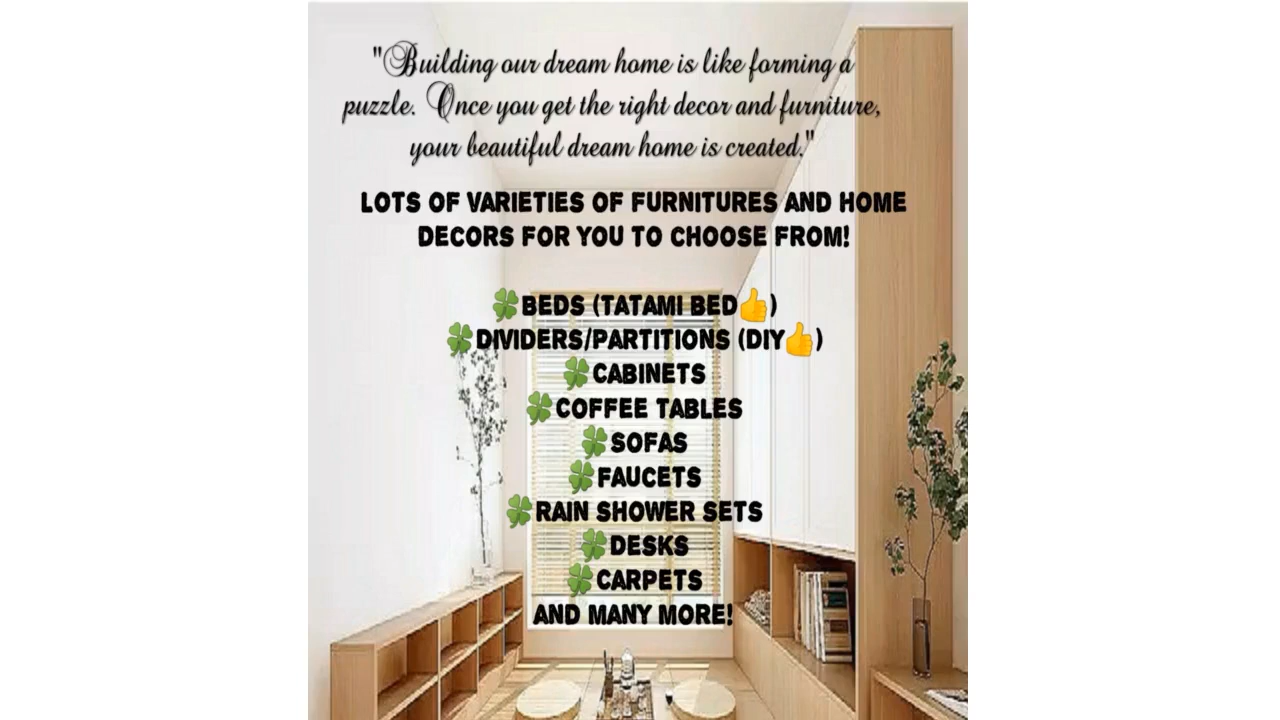 "Building our dream home is like forming a
puzzle. Once you get the right decor and furniture,
your beautiful dream home is created."
LOTS OF VARIETIES OF FURNITURES AND HOME
DECORS FOR YOU TO CHOOSE FROM!
🍀BEDS (TATAMI BED👍)
🍀DIVIDERS/PARTITIONS (DIY👍)
🍀CABINETS
🍀COFFEE TABLES
🍀SOFAS
🍀FAUCETS
🍀RAIN SHOWER SETS
🍀DESKS
🍀CARPETS
AND MANY MORE!